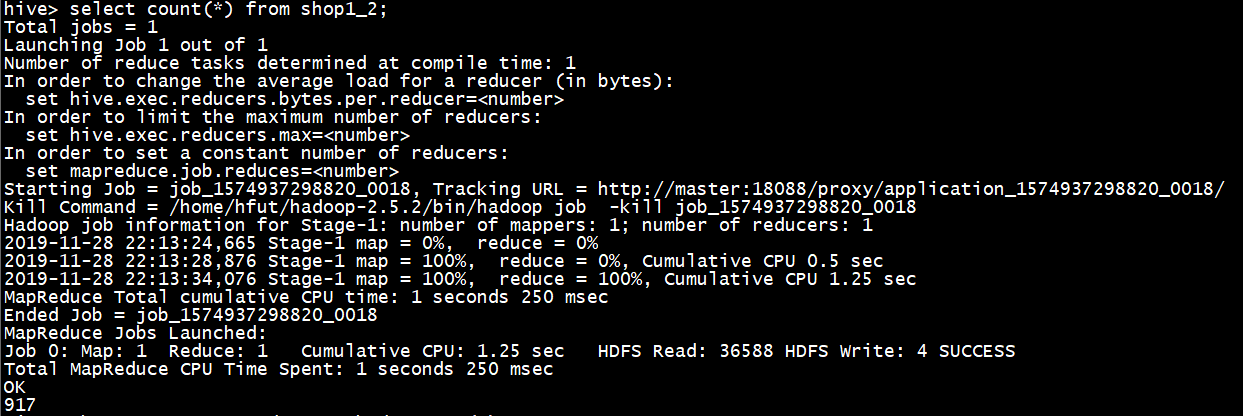 hive> select count(*) from shop1_2;
Total jobs = 1
Launching Job 1 out of 1
Number of reduce tasks determined at compile time: 1
In order to change the average load for a reducer (in bytes):
  set hive.exec.reducers.bytes.per.reducer=<number>
In order to limit the maximum number of reducers:
  set hive.exec.reducers.max=<number>
In order to set a constant number of reducers:
  set mapreduce.job.reduces=<number>
Starting Job = job_1574937298820_0018, Tracking URL = http://master:18088/proxy/application_1574937298820_0018/
Kill Command = /home/hfut/hadoop-2.5.2/bin/hadoop job  -kill job_1574937298820_0018
Hadoop job information for Stage-1: number of mappers: 1; number of reducers: 1
2019-11-28 22:13:24,665 Stage-1 map = 0%,  reduce = 0%
2019-11-28 22:13:28,876 Stage-1 map = 100%,  reduce = 0%, Cumulative CPU 0.5 sec
2019-11-28 22:13:34,076 Stage-1 map = 100%,  reduce = 100%, Cumulative CPU 1.25 sec
MapReduce Total cumulative CPU time: 1 seconds 250 msec
Ended Job = job_1574937298820_0018
MapReduce Jobs Launched:
Job 0: Map: 1  Reduce: 1   Cumulative CPU: 1.25 sec   HDFS Read: 36588 HDFS Write: 4 SUCCESS
Total MapReduce CPU Time Spent: 1 seconds 250 msec
OK
917